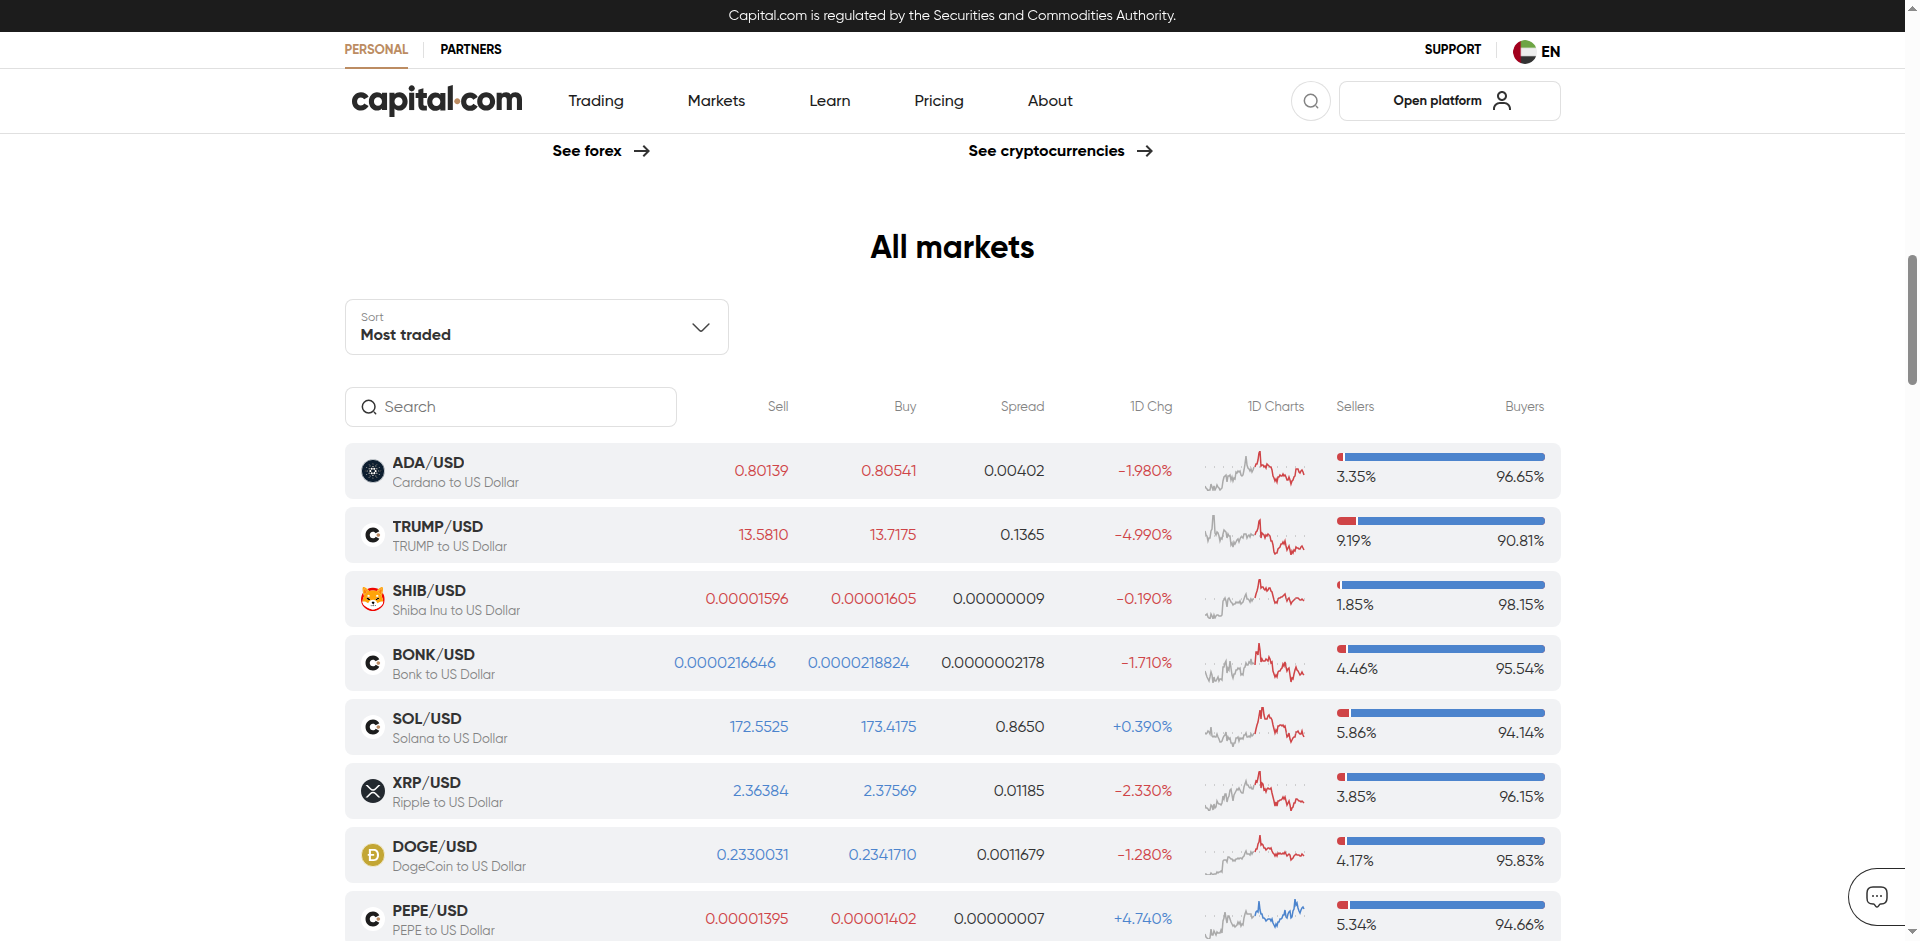 Capital.com is regulated by the Securities and Commodities Authority.
PERSONAL PARTNERS SUPPORT EN
capital.com Trading Markets Learn Pricing About Open platform
See forex See cryptocurrencies
All markets
Sort
Most traded
Search Sell Buy Spread 1D Chg 1D Charts Sellers Buyers
ADA/USD
Cardano to US Dollar
0.80139 0.80541 0.00402 -1.980% 3.35% 96.65%
TRUMP/USD
TRUMP to US Dollar
13.5810 13.7175 0.1365 -4.990% 9.19% 90.81%
SHIB/USD
Shiba Inu to US Dollar
0.00001596 0.00001605 0.00000009 -0.190% 1.85% 98.15%
BONK/USD
Bonk to US Dollar
0.0000216646 0.0000218824 0.0000002178 -1.710% 4.46% 95.54%
SOL/USD
Solana to US Dollar
172.5525 173.4175 0.8650 +0.390% 5.86% 94.14%
XRP/USD
Ripple to US Dollar
2.36384 2.37569 0.01185 -2.330% 3.85% 96.15%
DOGE/USD
DogeCoin to US Dollar
0.2330031 0.2341710 0.0011679 -1.280% 4.17% 95.83%
PEPE/USD
PEPE to US Dollar
0.00001395 0.00001402 0.00000007 +4.740% 5.34% 94.66%